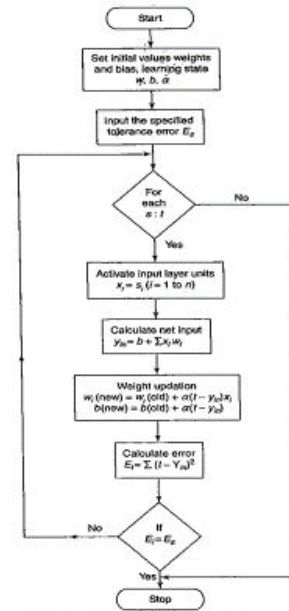 Start
Set initial values weights
and bias, learning state
w, b, α
Input the specified
tolerance error Es
For
each
s : t
No
Yes
Activate input layer units
xi = si (i = 1 to n)
Calculate net input
yin = b + Σxi wi
Weight updation
wi (new) = wi (old) + α(t – yin)xi
b(new) = b(old) + α(t – yin)
Calculate error
Ei = Σ (t – Yin)²
No
If
Ei = Es
Yes
Stop